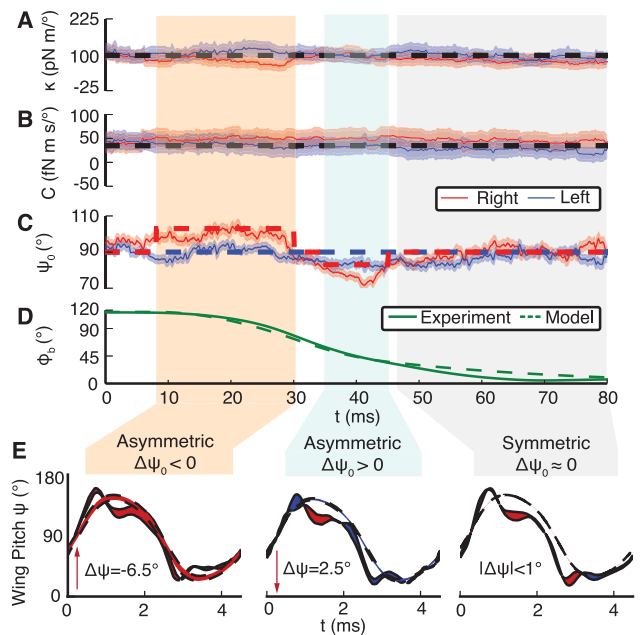 A
κ (pN m/°)
225
100
-25
B
C (fN m s/°)
100
50
0
-50
Right
Left
C
ψ₀ (°)
110
90
70
D
Φb (°)
120
90
45
0
Experiment
Model
0 10 20 30 40 50 60 70 80
t (ms)
E
Asymmetric
Δψ₀ < 0
Asymmetric
Δψ₀ > 0
Symmetric
Δψ₀ ≈ 0
Wing Pitch ψ (°)
180
90
0
Δψ=-6.5°
Δψ=2.5°
|Δψ|<1°
0 2 4
0 2 4
0 2 4
t (ms)